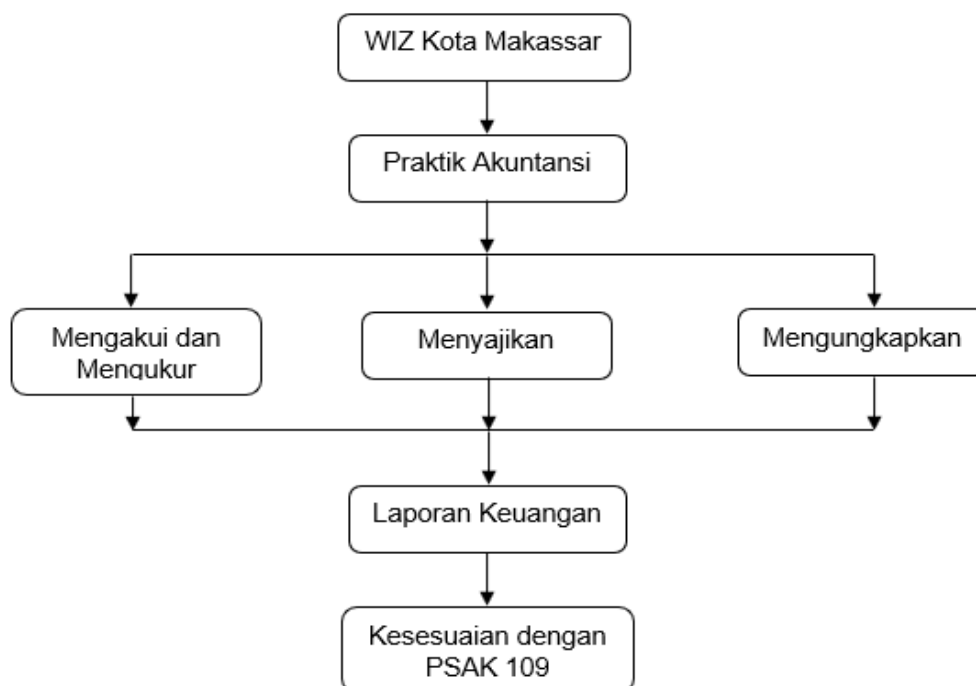 WIZ Kota Makassar
Praktik Akuntansi
Mengakui dan
Mengukur
Menyajikan
Mengungkapkan
Laporan Keuangan
Kesesuaian dengan
PSAK 109